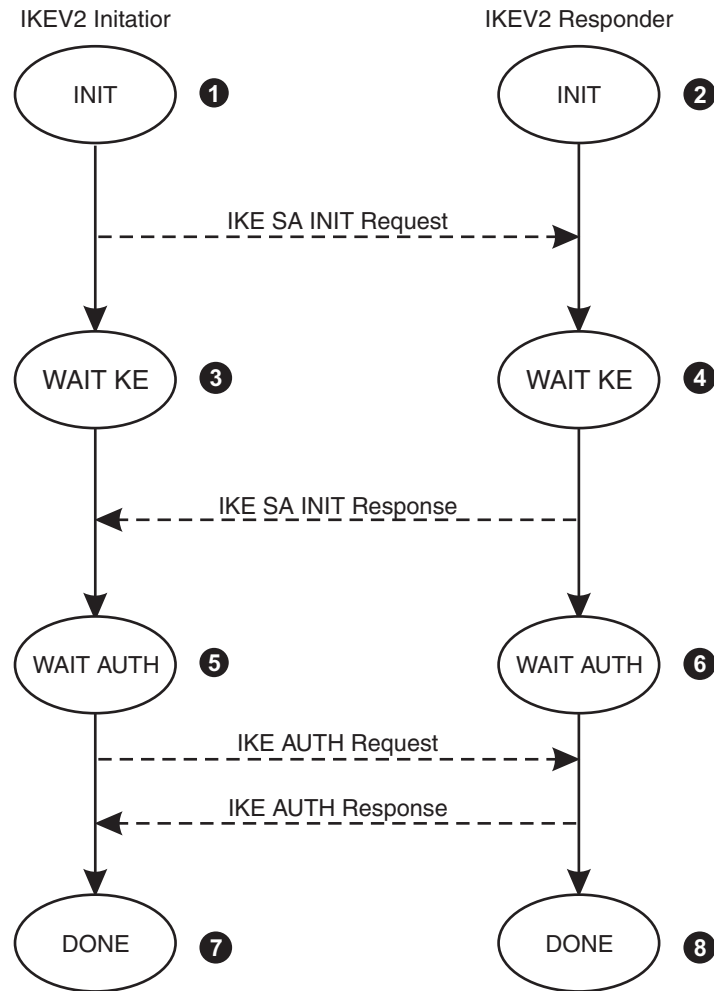 IKEV2 Initatior
IKEV2 Responder
INIT
1
INIT
2
IKE SA INIT Request
WAIT KE
3
WAIT KE
4
IKE SA INIT Response
WAIT AUTH
5
WAIT AUTH
6
IKE AUTH Request
IKE AUTH Response
DONE
7
DONE
8